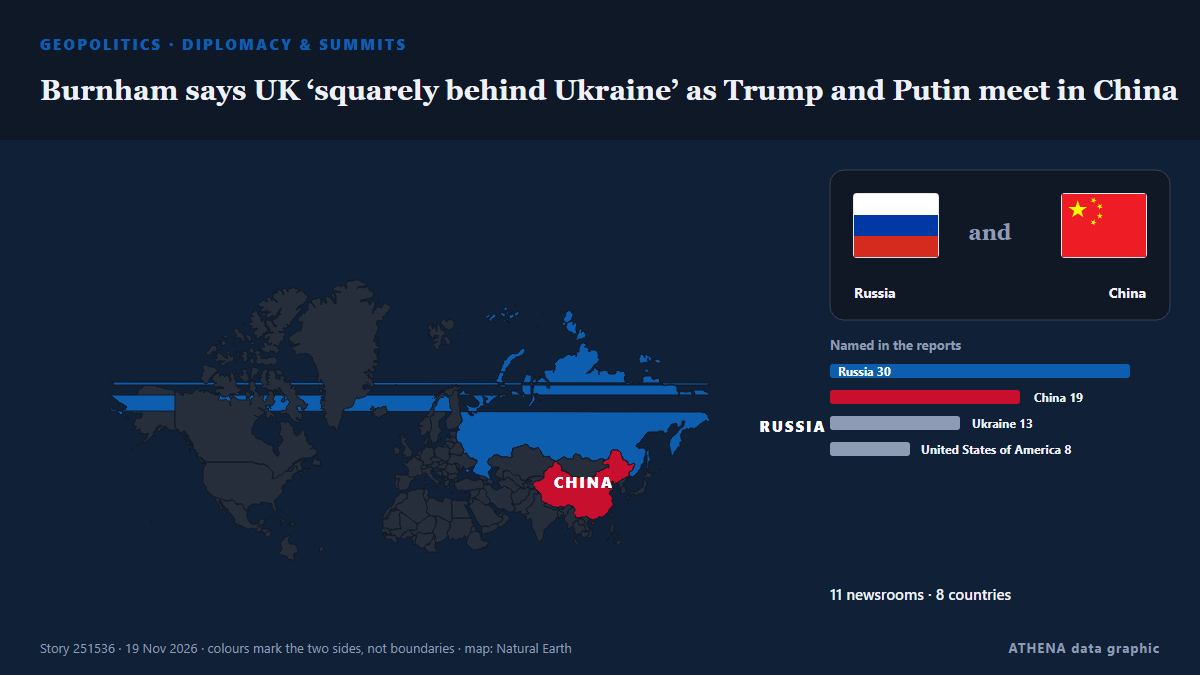 GEOPOLITICS · DIPLOMACY & SUMMITS
Burnham says UK ‘squarely behind Ukraine’ as Trump and Putin meet in China
and
Russia
China
Named in the reports
Russia 30
China 19
Ukraine 13
United States of America 8
RUSSIA
CHINA
11 newsrooms · 8 countries
Story 251536 · 19 Nov 2026 · colours mark the two sides, not boundaries · map: Natural Earth
ATHENA data graphic